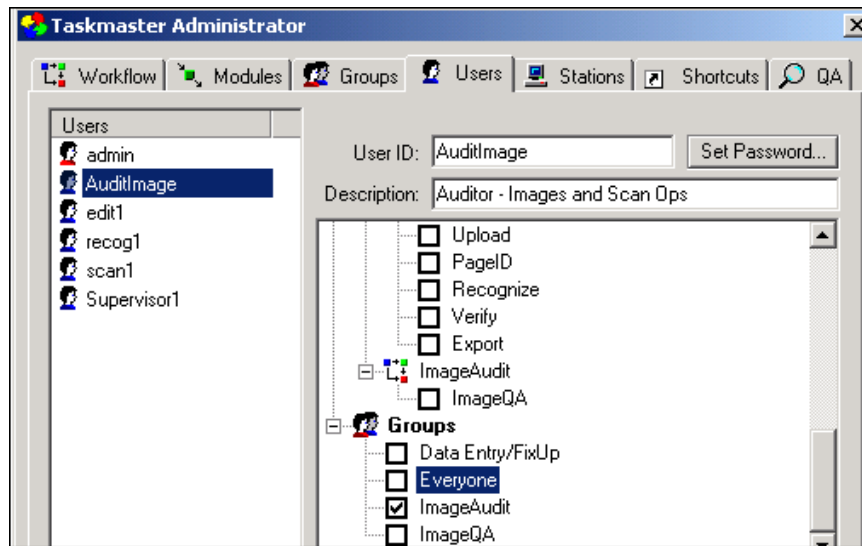 Taskmaster Administrator
Workflow Modules Groups Users Stations Shortcuts QA
Users
admin
AuditImage
edit1
recog1
scan1
Supervisor1
User ID: AuditImage Set Password...
Description: Auditor - Images and Scan Ops
Upload
PageID
Recognize
Verify
Export
ImageAudit
ImageQA
Groups
Data Entry/FixUp
Everyone
ImageAudit
ImageQA